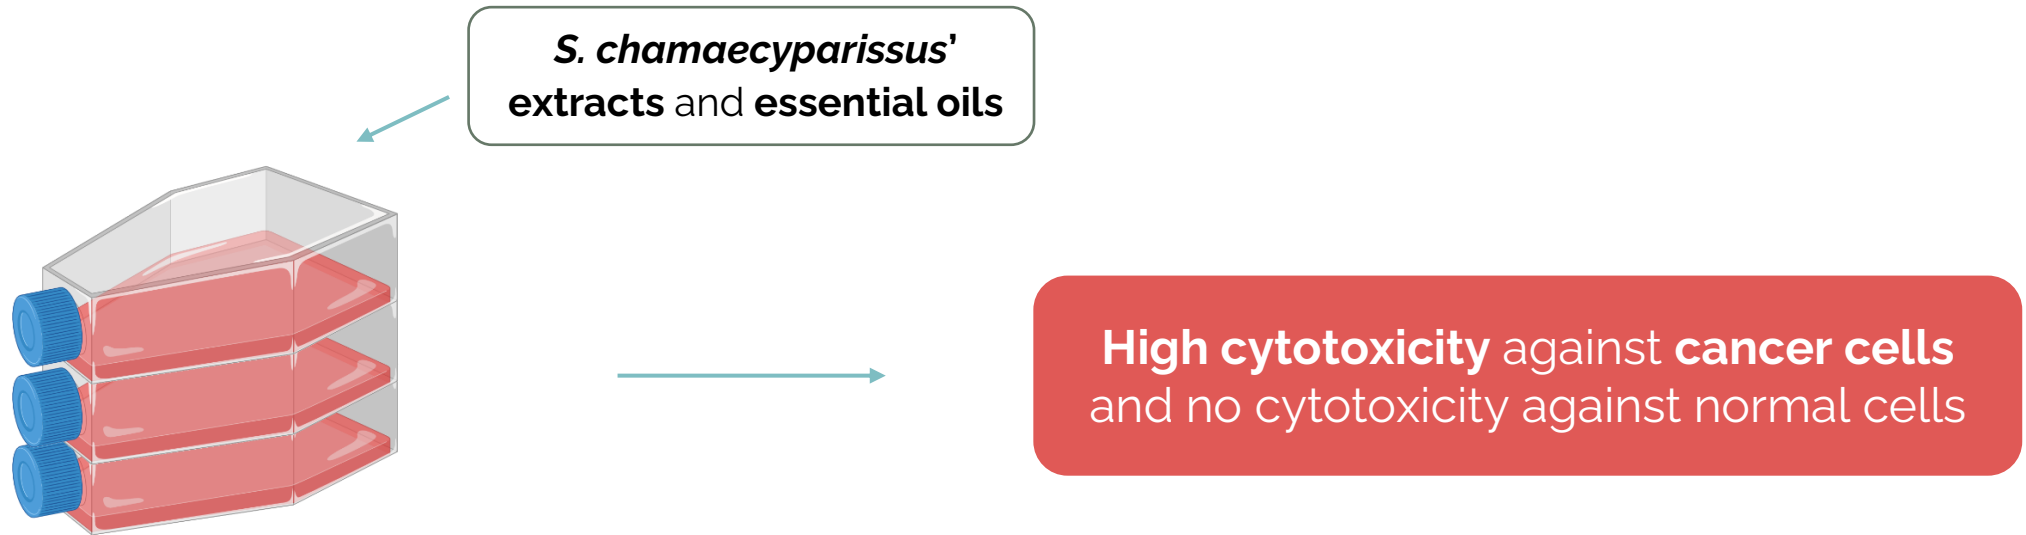 S. chamaecyparissus’
extracts and essential oils
High cytotoxicity against cancer cells
and no cytotoxicity against normal cells